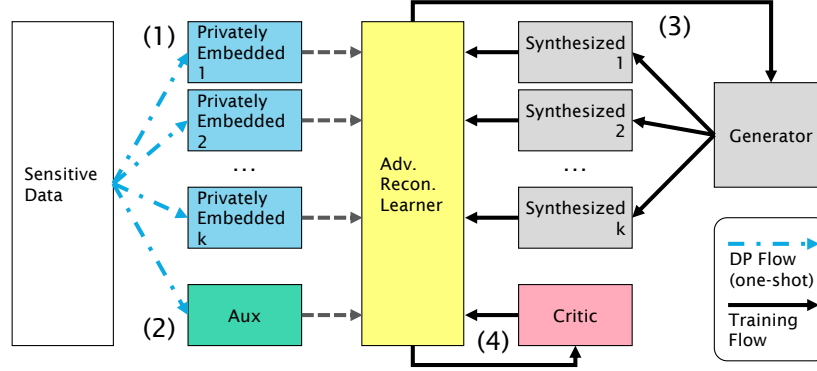 (1)
Privately
Embedded
1
Privately
Embedded
2
...
Privately
Embedded
k
Sensitive
Data
(2)
Aux
Adv.
Recon.
Learner
(3)
Synthesized
1
Synthesized
2
...
Synthesized
k
Generator
(4)
Critic
DP Flow
(one-shot)
Training
Flow